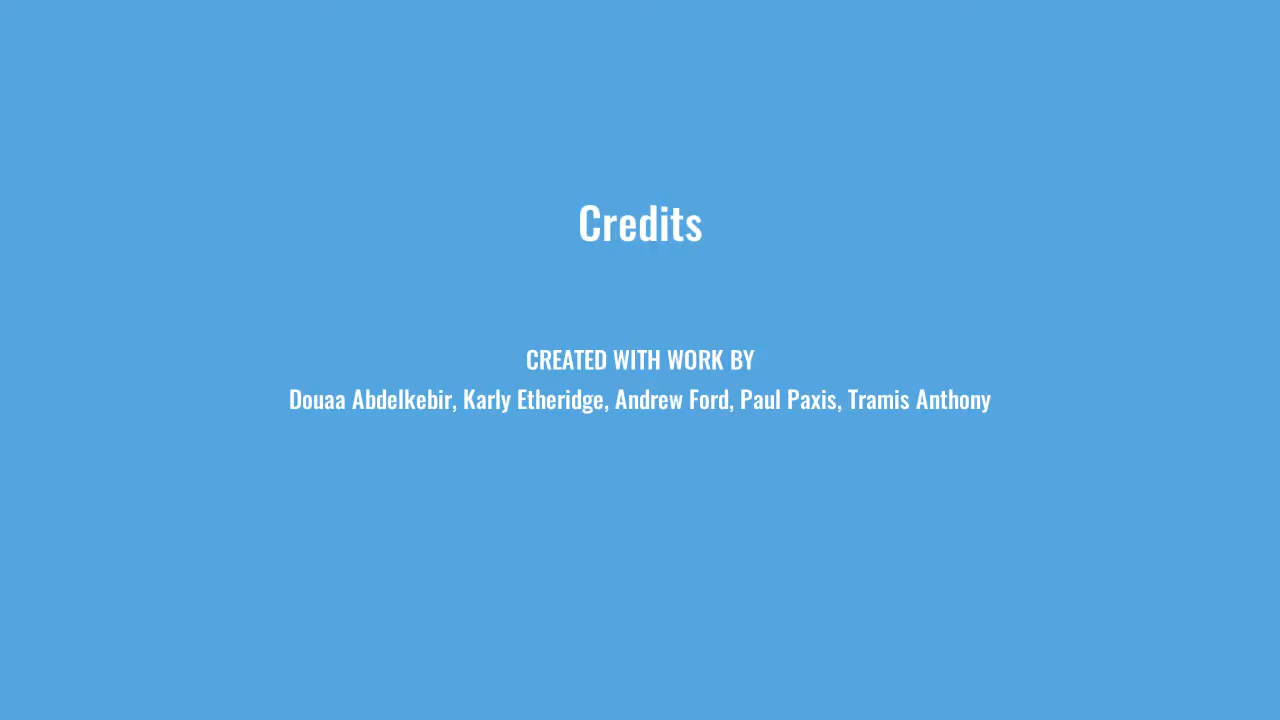 Credits
CREATED WITH WORK BY
Douaa Abdelkebir, Karly Etheridge, Andrew Ford, Paul Paxis, Tramis Anthony